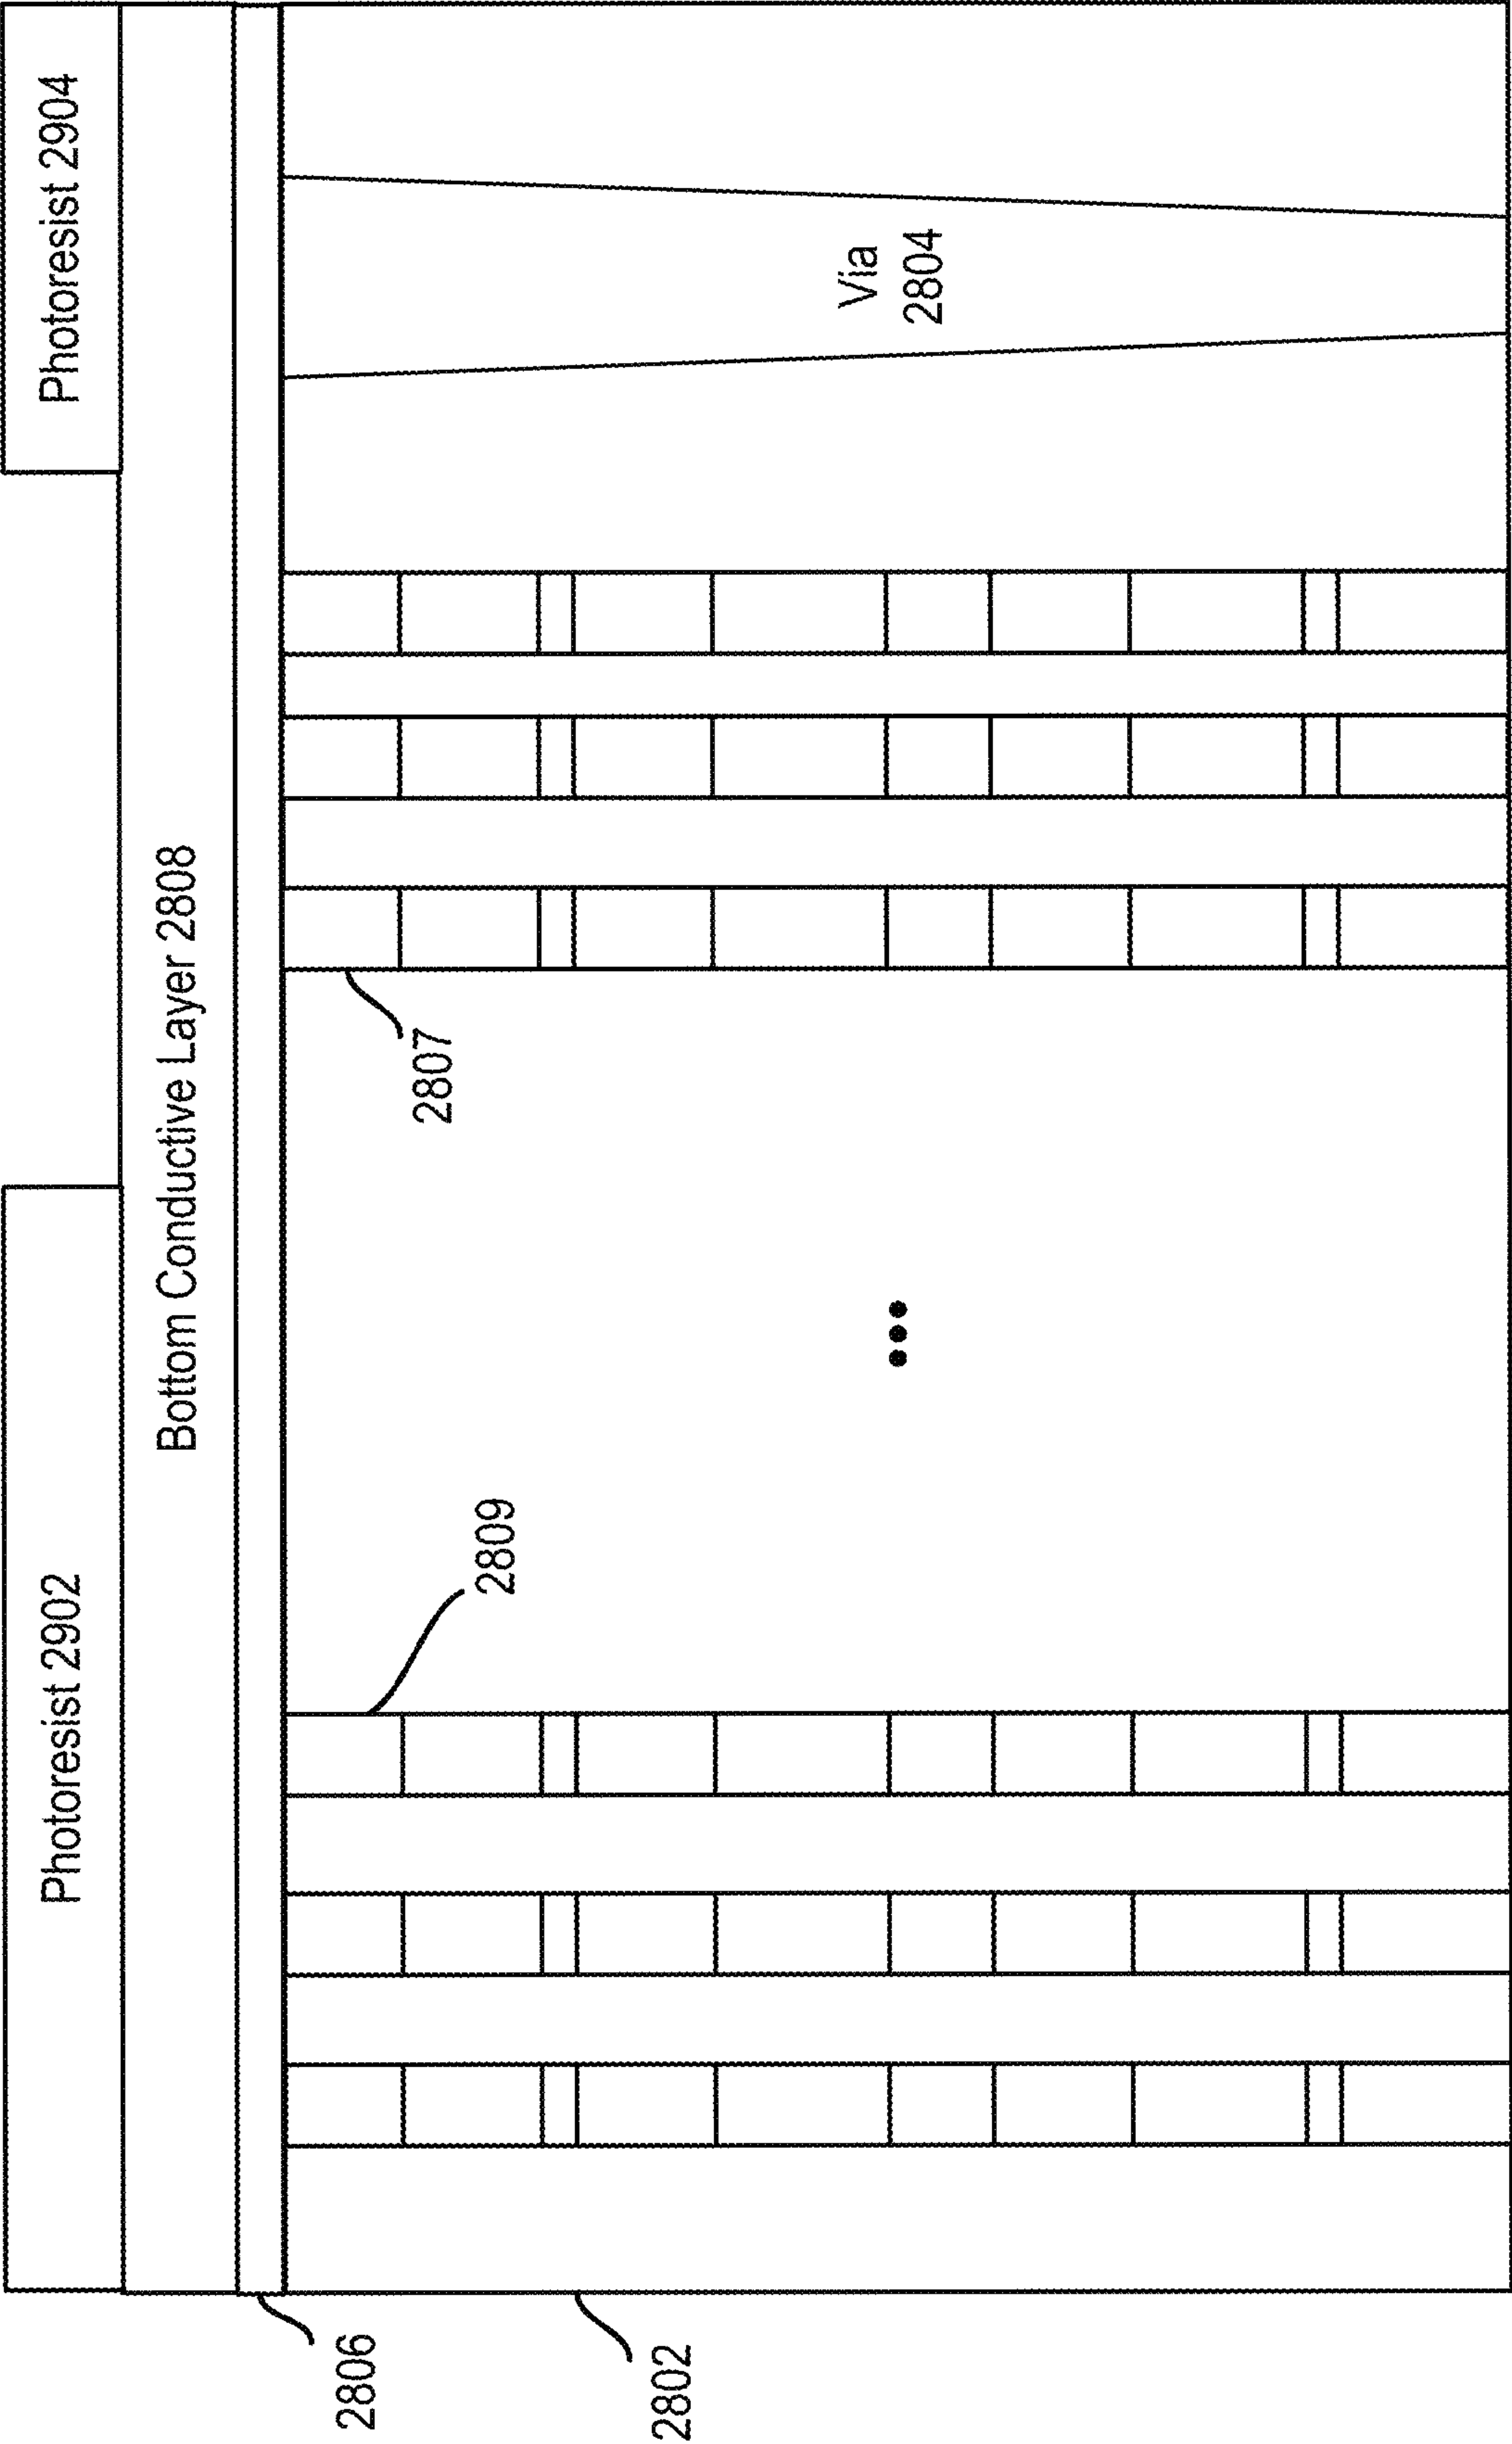 Photoresist 2902
Photoresist 2904
Bottom Conductive Layer 2808
2806
2809
2807
2802
Via
2804